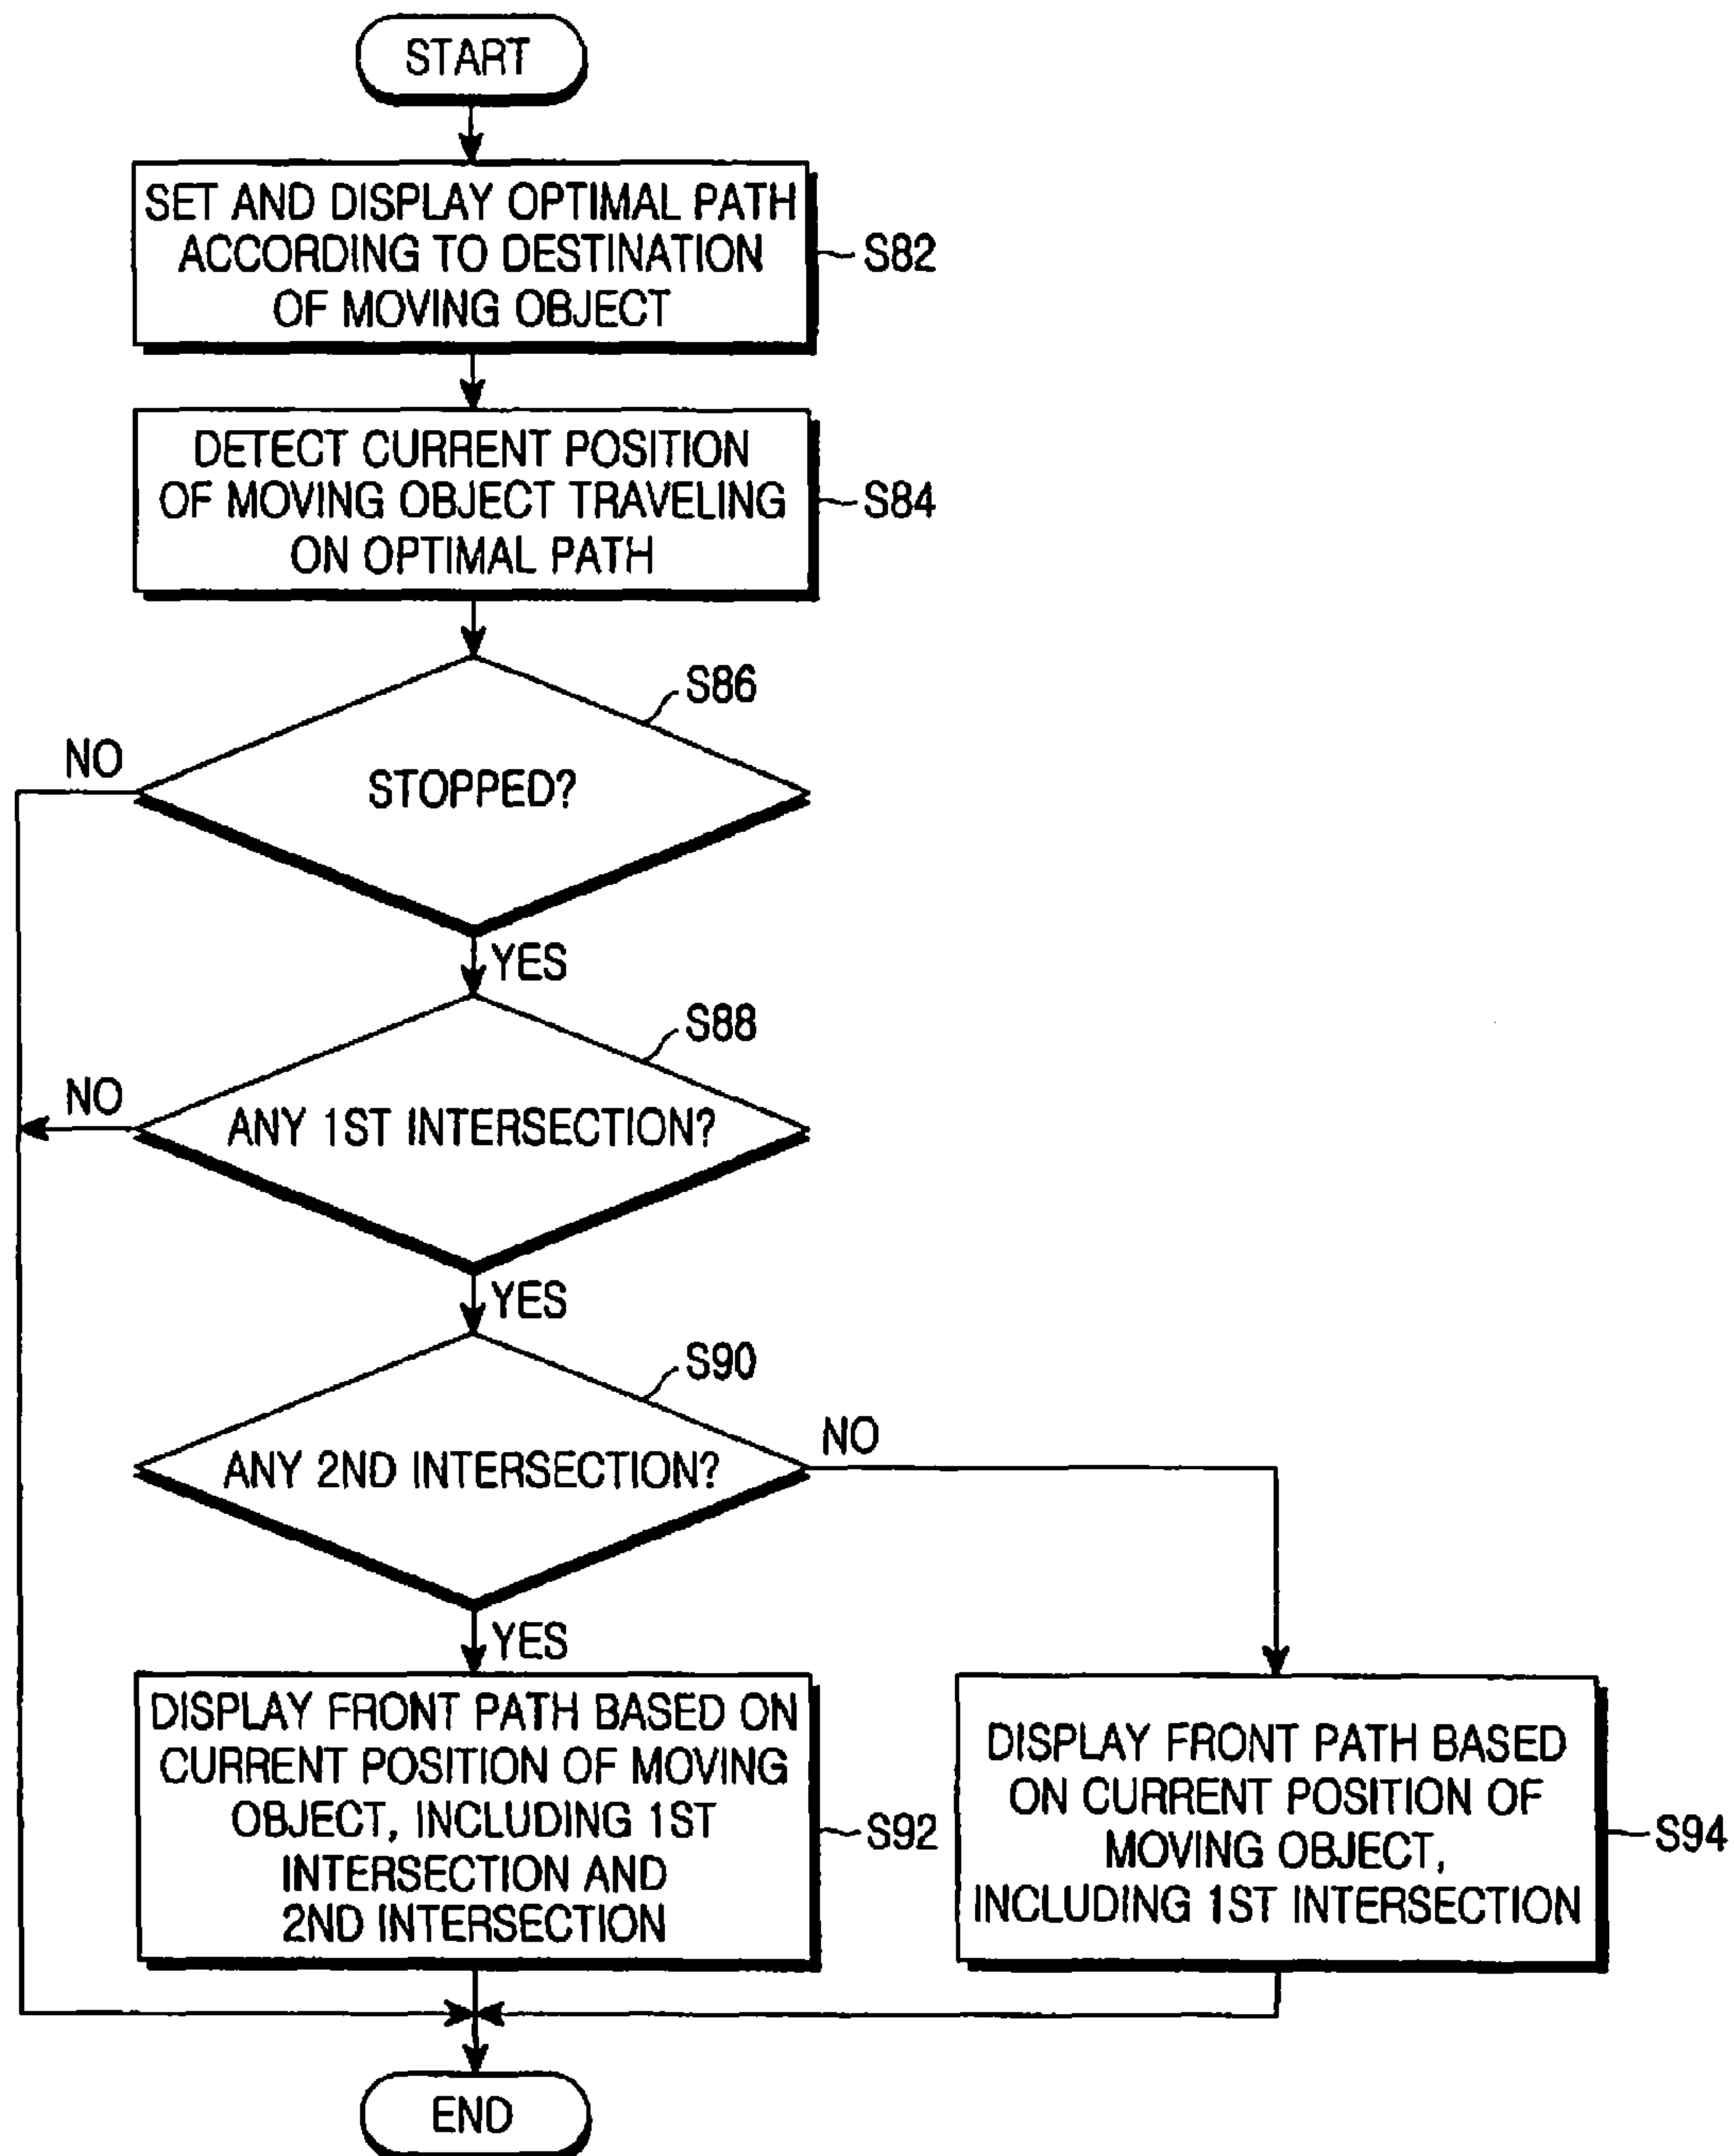 START
SET AND DISPLAY OPTIMAL PATH
ACCORDING TO DESTINATION
OF MOVING OBJECT
S82
DETECT CURRENT POSITION
OF MOVING OBJECT TRAVELING
ON OPTIMAL PATH
S84
S86
NO
STOPPED?
YES
S88
NO
ANY 1ST INTERSECTION?
YES
S90
NO
ANY 2ND INTERSECTION?
YES
DISPLAY FRONT PATH BASED ON
CURRENT POSITION OF MOVING
OBJECT, INCLUDING 1ST
INTERSECTION AND
2ND INTERSECTION
S92
DISPLAY FRONT PATH BASED
ON CURRENT POSITION OF
MOVING OBJECT,
INCLUDING 1ST INTERSECTION
S94
END